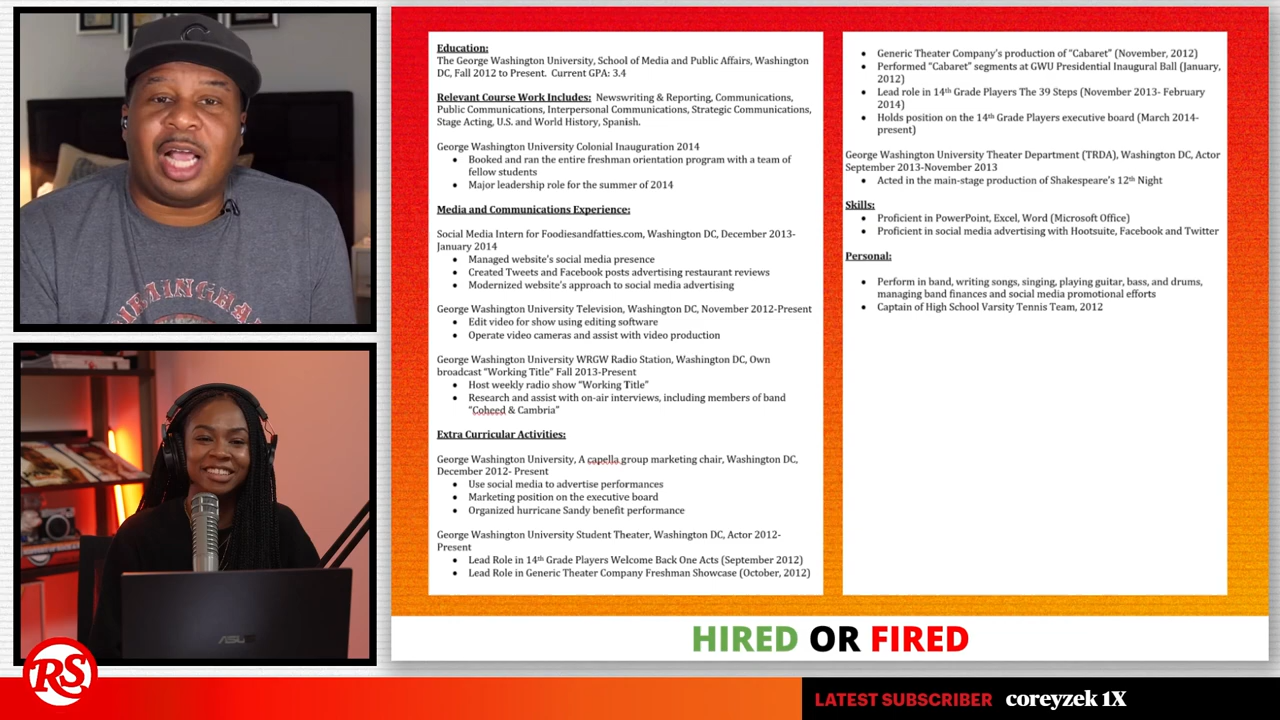 Education:
The George Washington University, School of Media and Public Affairs, Washington
DC, Fall 2012 to Present. Current GPA: 3.4
Relevant Course Work Includes: Newswriting & Reporting, Communications,
Public Communications, Interpersonal Communications, Strategic Communications,
Stage Acting, U.S. and World History, Spanish.
George Washington University Colonial Inauguration 2014
• Booked and ran the entire freshman orientation program with a team of
fellow students
• Major leadership role for the summer of 2014
Media and Communications Experience:
Social Media Intern for Foodiesandfatties.com, Washington DC, December 2013-
January 2014
• Managed website's social media presence
• Created Tweets and Facebook posts advertising restaurant reviews
• Modernized website's approach to social media advertising
George Washington University Television, Washington DC, November 2012-Present
• Edit video for show using editing software
• Operate video cameras and assist with video production
George Washington University WRGW Radio Station, Washington DC, Own
broadcast "Working Title" Fall 2013-Present
• Host weekly radio show "Working Title"
• Research and assist with on-air interviews, including members of band
"Coheed & Cambria"
Extra Curricular Activities:
George Washington University, A capella group marketing chair, Washington DC,
December 2012- Present
• Use social media to advertise performances
• Marketing position on the executive board
• Organized hurricane Sandy benefit performance
George Washington University Student Theater, Washington DC, Actor 2012-
Present
• Lead Role in 14th Grade Players Welcome Back One Acts (September 2012)
• Lead Role in Generic Theater Company Freshman Showcase (October, 2012)
• Generic Theater Company's production of "Cabaret" (November, 2012)
• Performed "Cabaret" segments at GWU Presidential Inaugural Ball (January,
2012)
• Lead role in 14th Grade Players The 39 Steps (November 2013- February
2014)
• Holds position on the 14th Grade Players executive board (March 2014-
present)
George Washington University Theater Department (TRDA), Washington DC, Actor
September 2013-November 2013
• Acted in the main-stage production of Shakespeare's 12th Night
Skills:
• Proficient in PowerPoint, Excel, Word (Microsoft Office)
• Proficient in social media advertising with Hootsuite, Facebook and Twitter
Personal:
• Perform in band, writing songs, singing, playing guitar, bass, and drums,
managing band finances and social media promotional efforts
• Captain of High School Varsity Tennis Team, 2012
HIRED OR FIRED
ASUS
RS
LATEST SUBSCRIBER coreyzek 1X